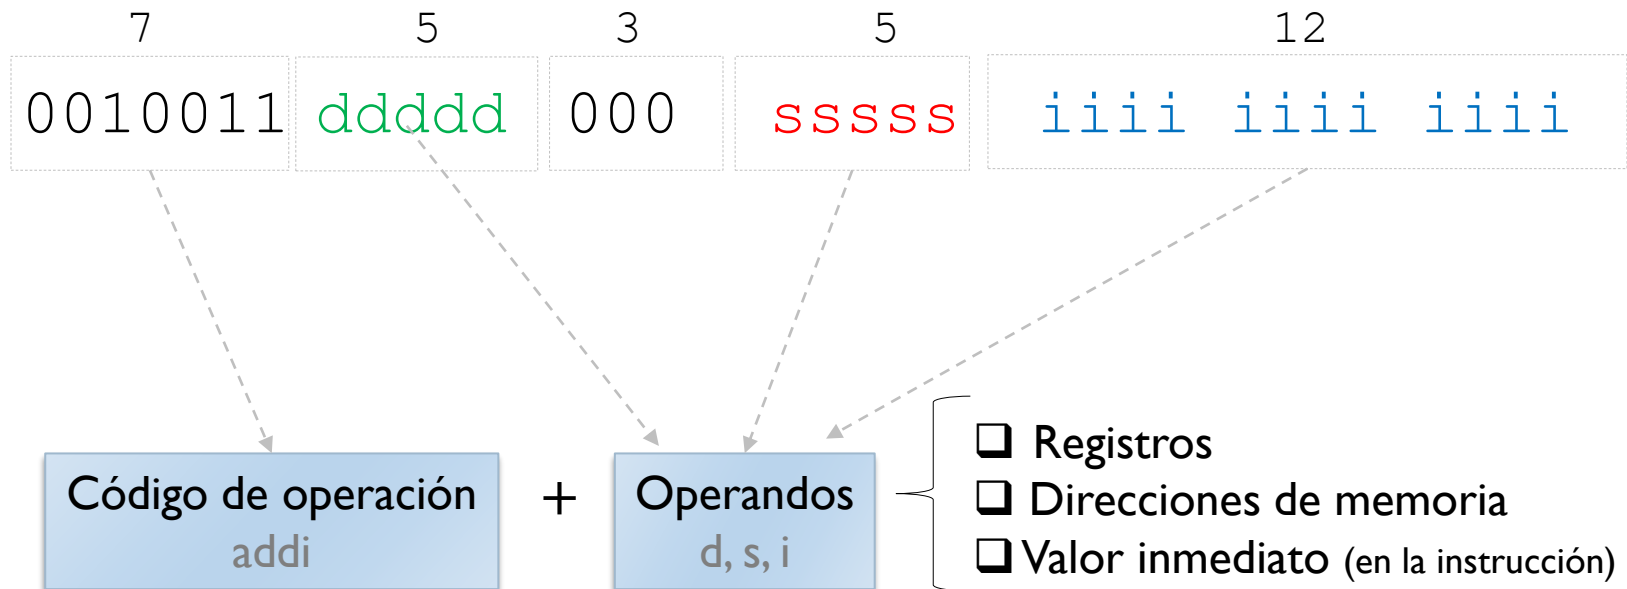 7 5 3 5 12
0010011 ddddd 000 sssss iiii iiii iiii
Código de operación + Operandos
addi d, s, i
❑ Registros
❑ Direcciones de memoria
❑ Valor inmediato (en la instrucción)